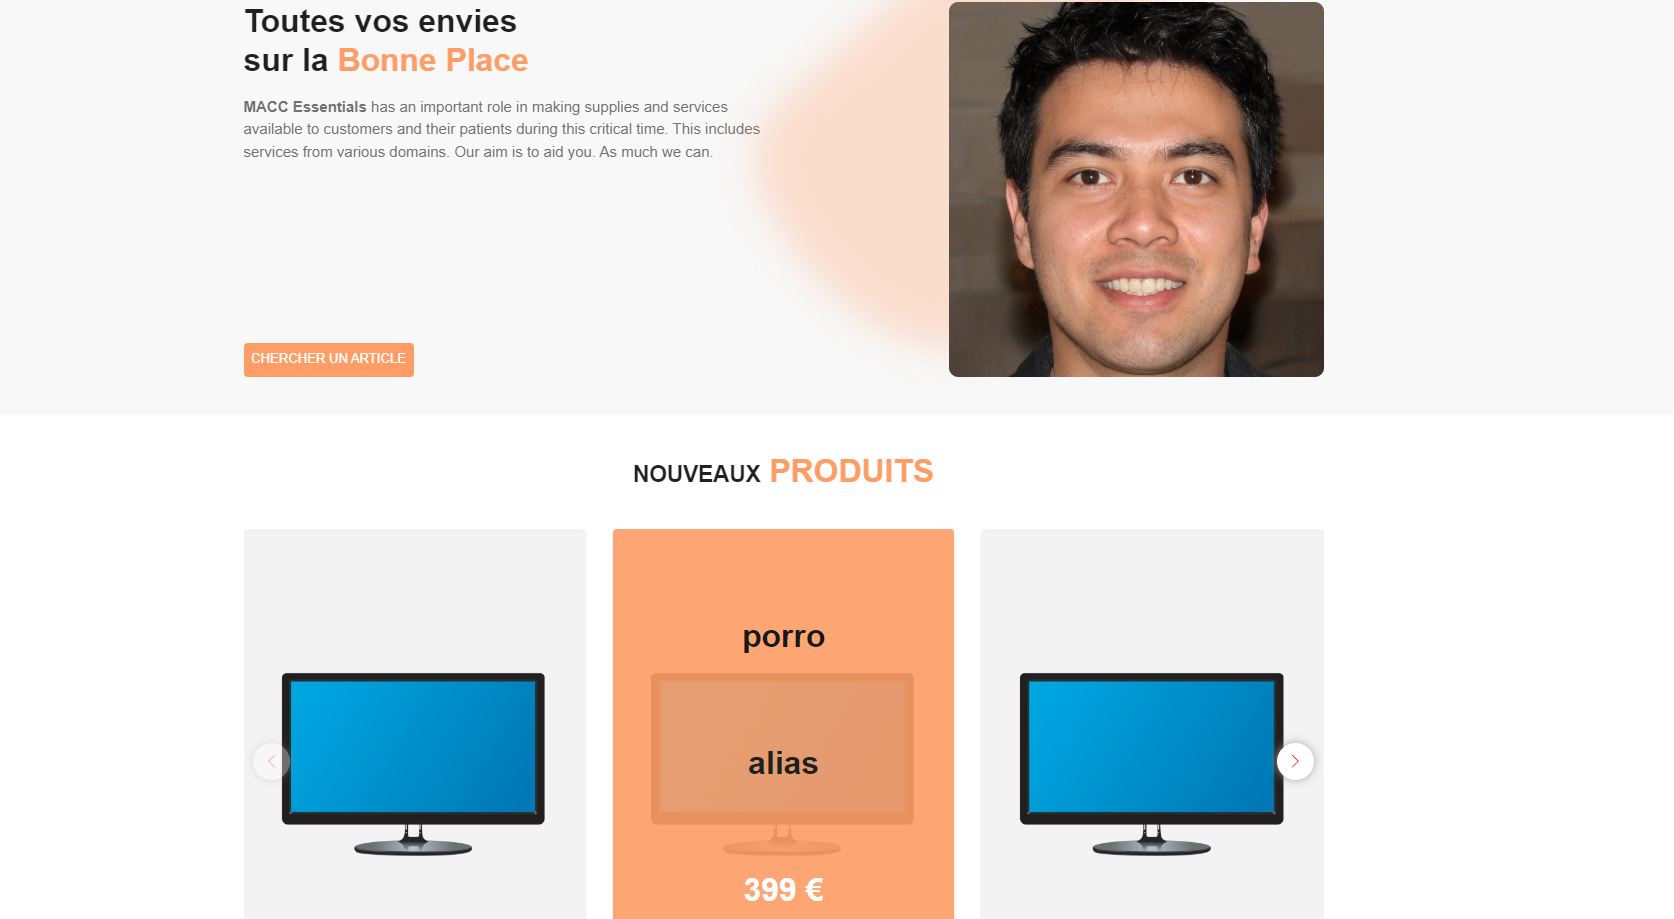 Toutes vos envies
sur la Bonne Place
MACC Essentials has an important role in making supplies and services
available to customers and their patients during this critical time. This includes
services from various domains. Our aim is to aid you. As much we can.
CHERCHER UN ARTICLE
NOUVEAUX PRODUITS
porro
alias
399 €